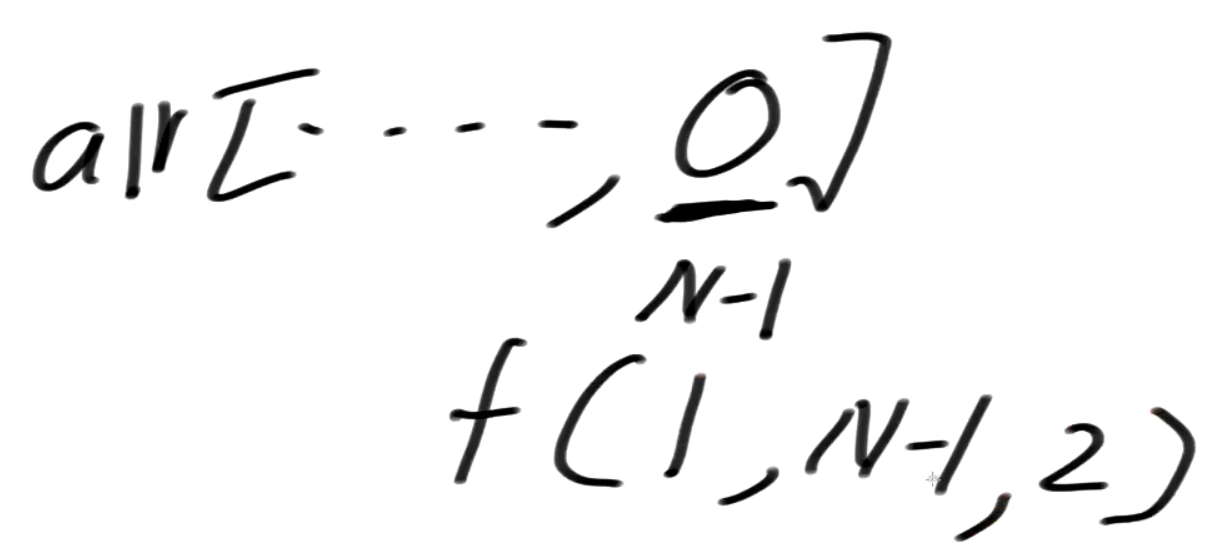 arr[...-, 0]
N-1
f(1, N-1, 2)